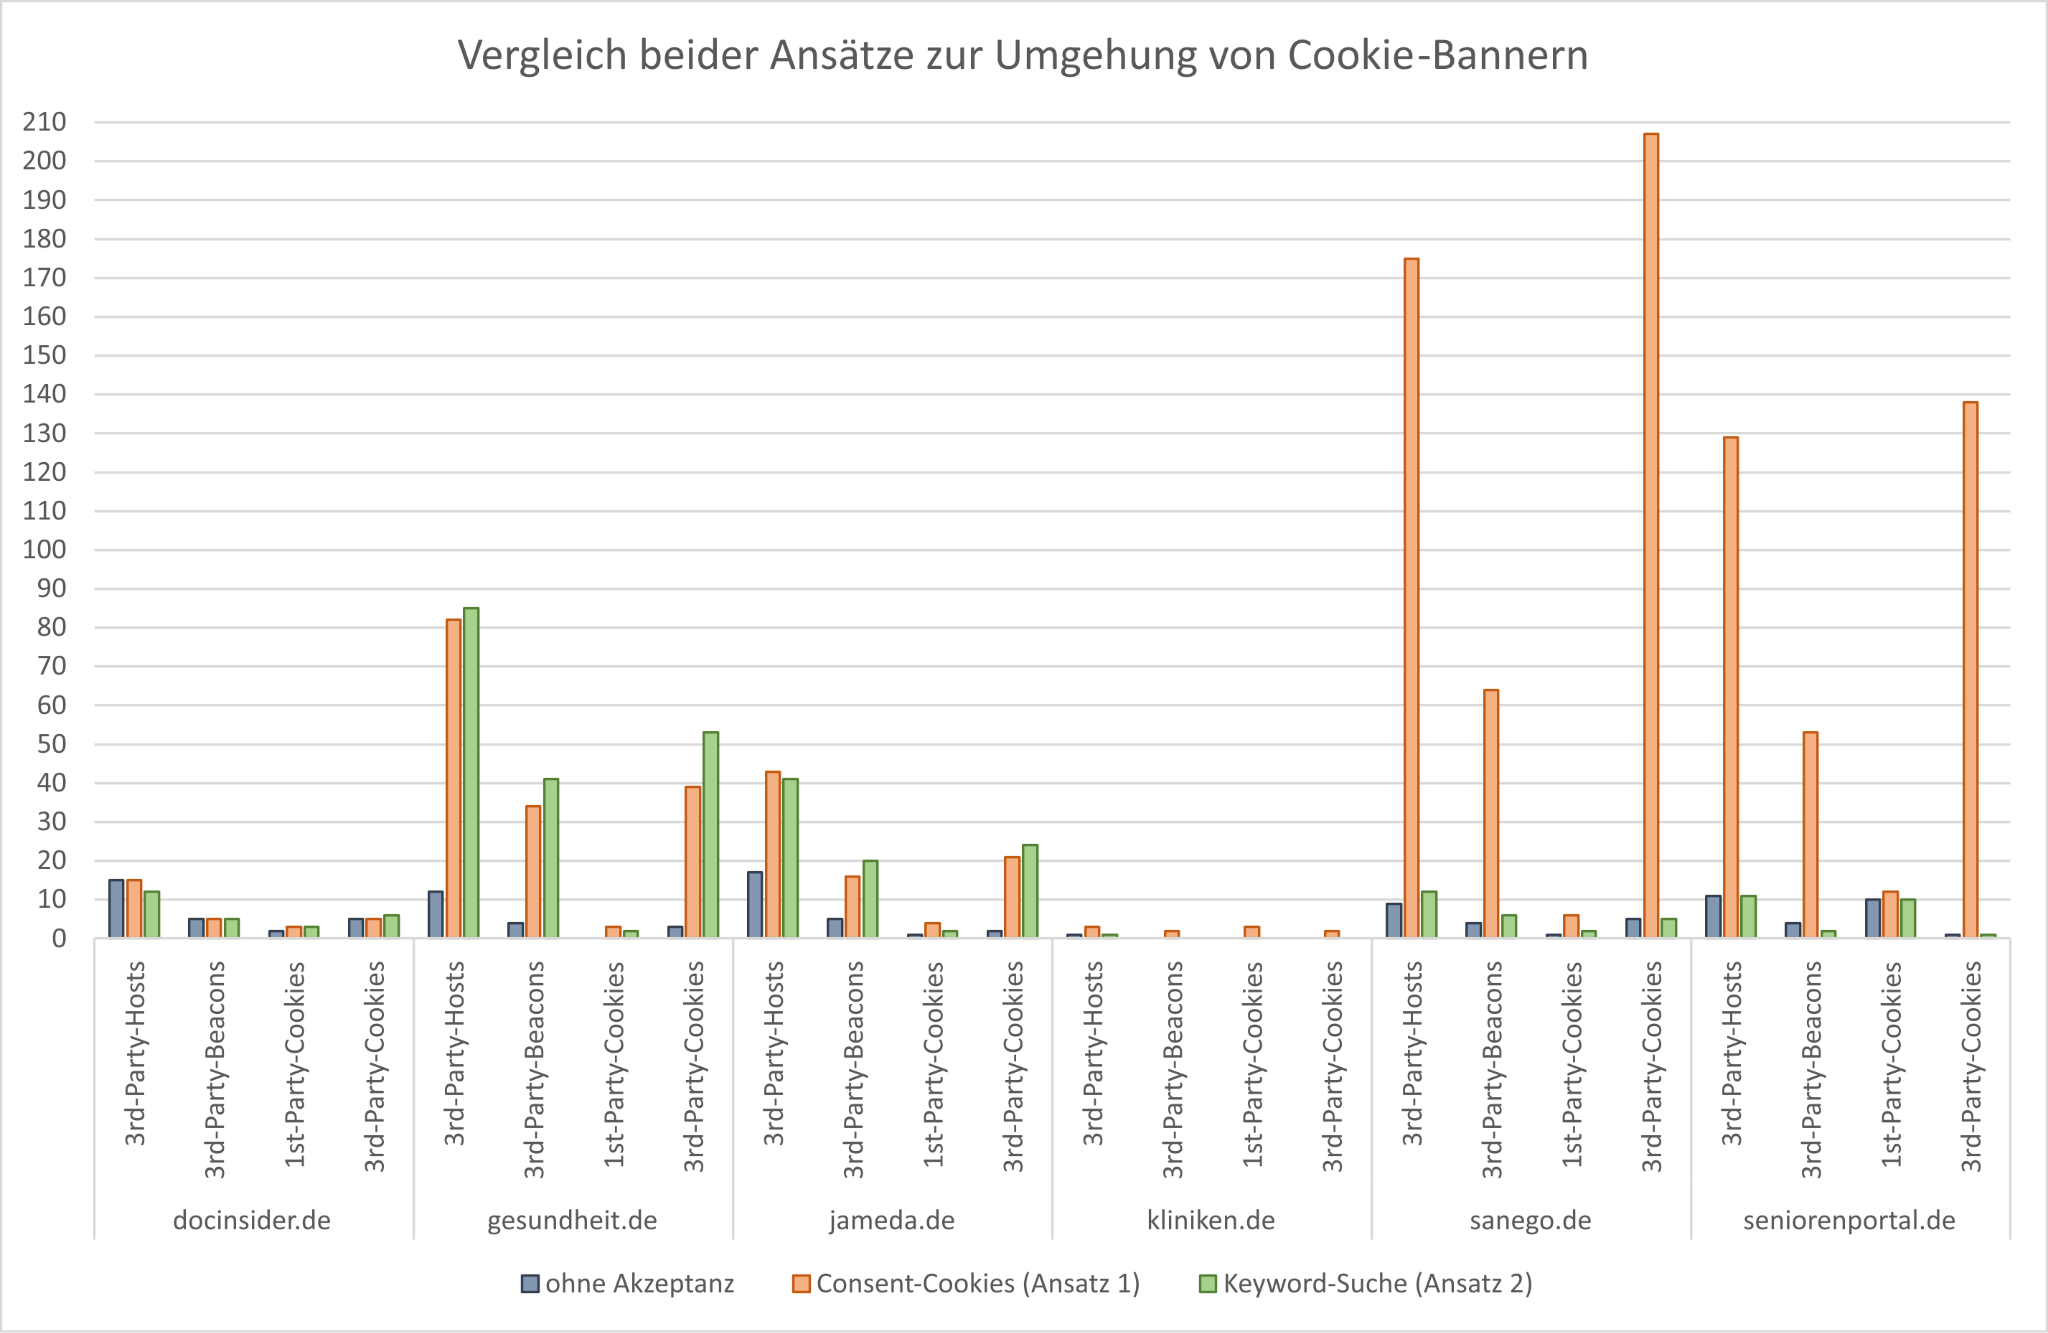 Vergleich beider Ansätze zur Umgehung von Cookie-Bannern
210
200
190
180
170
160
150
140
130
120
110
100
90
80
70
60
50
40
30
20
10
0
3rd-Party-Hosts
3rd-Party-Beacons
1st-Party-Cookies
3rd-Party-Cookies
3rd-Party-Hosts
3rd-Party-Beacons
1st-Party-Cookies
3rd-Party-Cookies
3rd-Party-Hosts
3rd-Party-Beacons
1st-Party-Cookies
3rd-Party-Cookies
3rd-Party-Hosts
3rd-Party-Beacons
1st-Party-Cookies
3rd-Party-Cookies
3rd-Party-Hosts
3rd-Party-Beacons
1st-Party-Cookies
3rd-Party-Cookies
3rd-Party-Hosts
3rd-Party-Beacons
1st-Party-Cookies
3rd-Party-Cookies
docinsider.de
gesundheit.de
jameda.de
kliniken.de
sanego.de
seniorenportal.de
ohne Akzeptanz
Consent-Cookies (Ansatz 1)
Keyword-Suche (Ansatz 2)